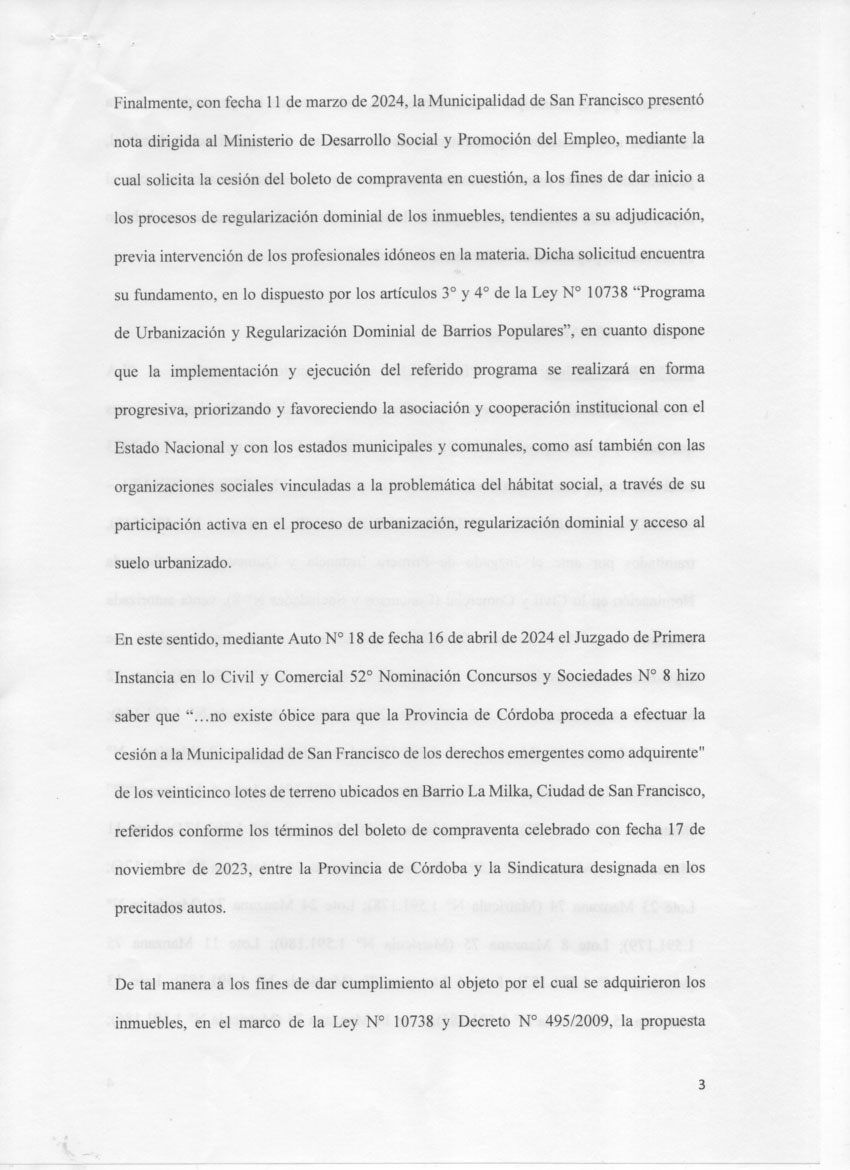 Finalmente, con fecha 11 de marzo de 2024, la Municipalidad de San Francisco presentó
nota dirigida al Ministerio de Desarrollo Social y Promoción del Empleo, mediante la
cual solicita la cesión del boleto de compraventa en cuestión, a los fines de dar inicio a
los procesos de regularización dominial de los inmuebles, tendientes a su adjudicación,
previa intervención de los profesionales idóneos en la materia. Dicha solicitud encuentra
su fundamento, en lo dispuesto por los artículos 3° y 4° de la Ley N° 10738 “Programa
de Urbanización y Regularización Dominial de Barrios Populares”, en cuanto dispone
que la implementación y ejecución del referido programa se realizará en forma
progresiva, priorizando y favoreciendo la asociación y cooperación institucional con el
Estado Nacional y con los estados municipales y comunales, como así también con las
organizaciones sociales vinculadas a la problemática del hábitat social, a través de su
participación activa en el proceso de urbanización, regularización dominial y acceso al
suelo urbanizado.
En este sentido, mediante Auto N° 18 de fecha 16 de abril de 2024 el Juzgado de Primera
Instancia en lo Civil y Comercial 52° Nominación Concursos y Sociedades N° 8 hizo
saber que “…no existe óbice para que la Provincia de Córdoba proceda a efectuar la
cesión a la Municipalidad de San Francisco de los derechos emergentes como adquirente"
de los veinticinco lotes de terreno ubicados en Barrio La Milka, Ciudad de San Francisco,
referidos conforme los términos del boleto de compraventa celebrado con fecha 17 de
noviembre de 2023, entre la Provincia de Córdoba y la Sindicatura designada en los
precitados autos.
De tal manera a los fines de dar cumplimiento al objeto por el cual se adquirieron los
inmuebles, en el marco de la Ley N° 10738 y Decreto N° 495/2009, la propuesta
3